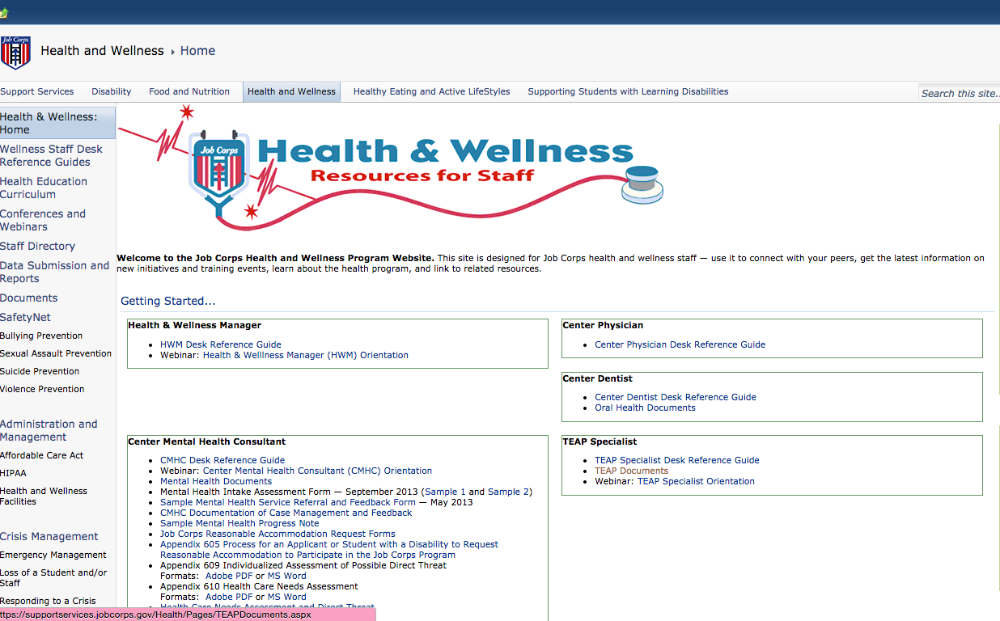 Job Corps
Health and Wellness ▸ Home
Support Services Disability Food and Nutrition Health and Wellness Healthy Eating and Active LifeStyles Supporting Students with Learning Disabilities Search this site..
Health & Wellness:
Home
Wellness Staff Desk
Reference Guides
Health Education
Curriculum
Conferences and
Webinars
Staff Directory
Data Submission and
Reports
Documents
SafetyNet
Bullying Prevention
Sexual Assault Prevention
Suicide Prevention
Violence Prevention
Administration and
Management
Affordable Care Act
HIPAA
Health and Wellness
Facilities
Crisis Management
Emergency Management
Loss of a Student and/or
Staff
Responding to a Crisis
Job Corps
Health & Wellness
Resources for Staff
Welcome to the Job Corps Health and Wellness Program Website. This site is designed for Job Corps health and wellness staff — use it to connect with your peers, get the latest information on
new initiatives and training events, learn about the health program, and link to related resources.
Getting Started...
Health & Wellness Manager
• HWM Desk Reference Guide
• Webinar: Health & Welllness Manager (HWM) Orientation
Center Physician
• Center Physician Desk Reference Guide
Center Dentist
• Center Dentist Desk Reference Guide
• Oral Health Documents
Center Mental Health Consultant
• CMHC Desk Reference Guide
• Webinar: Center Mental Health Consultant (CMHC) Orientation
• Mental Health Documents
• Mental Health Intake Assessment Form — September 2013 (Sample 1 and Sample 2)
• Sample Mental Health Service Referral and Feedback Form — May 2013
• CMHC Documentation of Case Management and Feedback
• Sample Mental Health Progress Note
• Job Corps Reasonable Accommodation Request Forms
• Appendix 605 Process for an Applicant or Student with a Disability to Request
Reasonable Accommodation to Participate in the Job Corps Program
• Appendix 609 Individualized Assessment of Possible Direct Threat
Formats: Adobe PDF or MS Word
• Appendix 610 Health Care Needs Assessment
Formats: Adobe PDF or MS Word
• Health Care Needs Assessment and Direct Threat
TEAP Specialist
• TEAP Specialist Desk Reference Guide
• TEAP Documents
• Webinar: TEAP Specialist Orientation
ttps://supportservices.jobcorps.gov/Health/Pages/TEAPDocuments.aspx